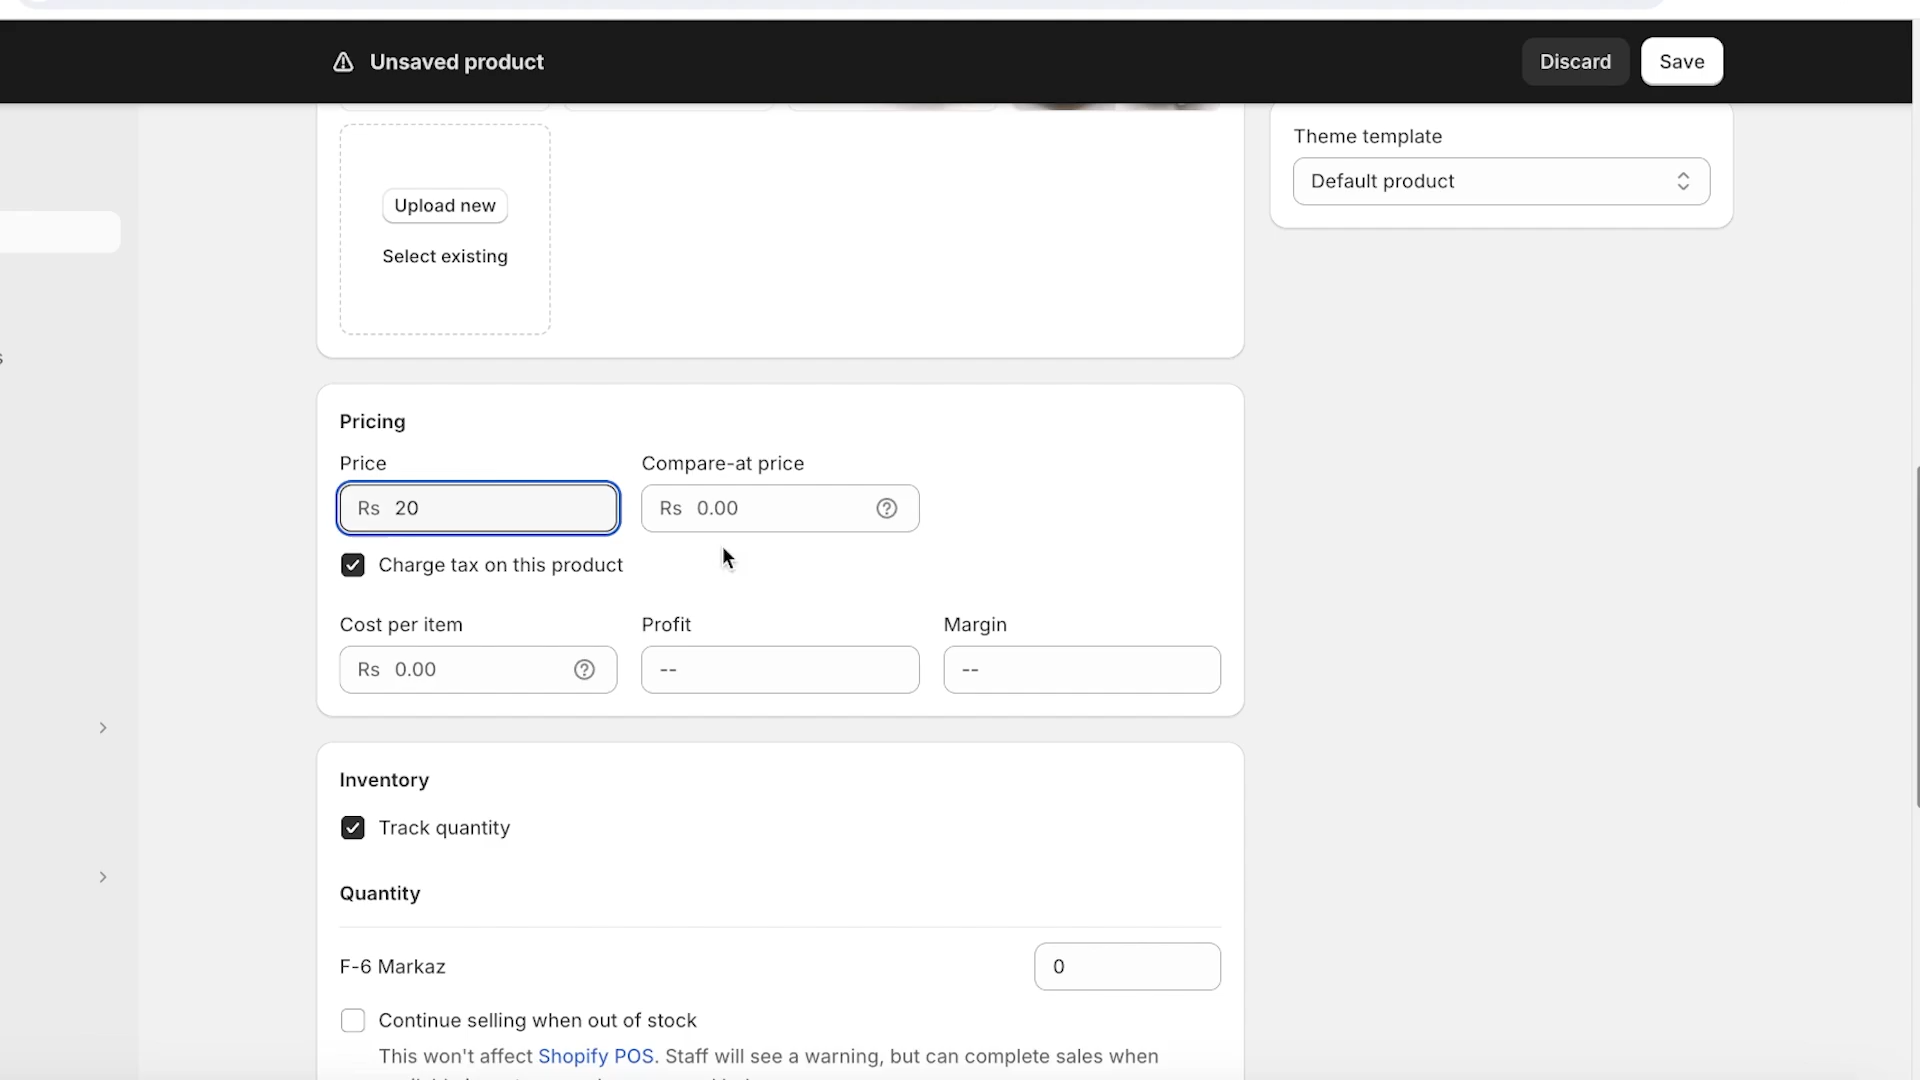 Unsaved product
Discard
Save
Theme template
Default product
Upload new
Select existing
s
Pricing
Price
Compare-at price
Rs 20
Rs 0.00
Charge tax on this product
Cost per item
Profit
Margin
Rs 0.00
--
--
Inventory
Track quantity
Quantity
F-6 Markaz
0
Continue selling when out of stock
This won't affect Shopify POS. Staff will see a warning, but can complete sales when